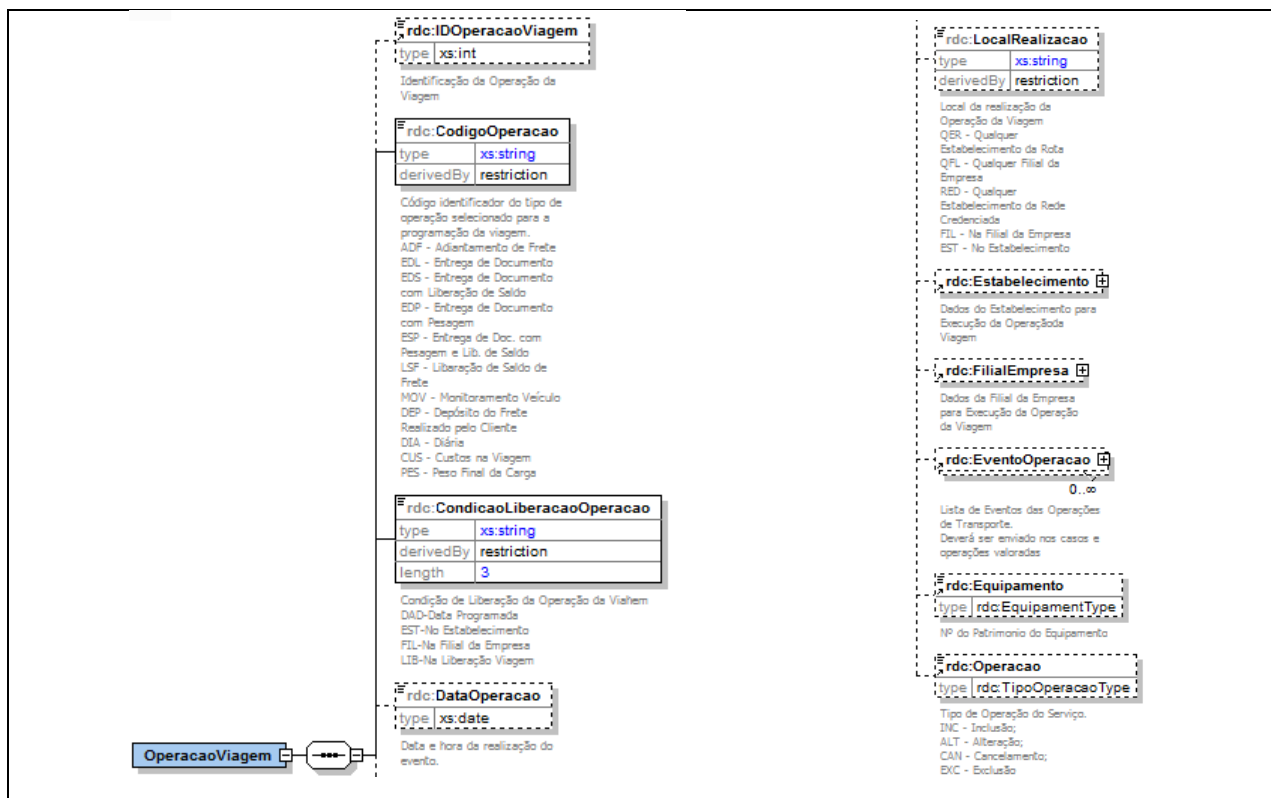 rdc:IDOperacaoViagem
type xs:int
Identificação da Operação da
Viagem
rdc:CodigoOperacao
type xs:string
derivedBy restriction
Código identificador do tipo de
operação selecionado para a
programação da viagem.
ADF - Adiantamento de Frete
EDL - Entrega de Documento
EDS - Entrega de Documento
com Liberação de Saldo
EDP - Entrega de Documento
com Pesagem
ESP - Entrega de Doc. com
Pesagem e Lib. de Saldo
LSF - Libaração de Saldo de
Frete
MOV - Monitoramento Veículo
DEP - Depósito do Frete
Realizado pelo Cliente
DIA - Diária
CUS - Custos na Viagem
PES - Peso Final da Carga
rdc:CondicaoLiberacaoOperacao
type xs:string
derivedBy restriction
length 3
Condição de Liberação da Operação da Viañem
DAD-Data Programada
EST-No Estabelecimento
FIL-Na Filial da Empresa
LIB-Na Liberação Viagem
rdc:DataOperacao
type xs:date
Data e hora da realização do
evento.
OperacaoViagem
rdc:LocalRealizacao
type xs:string
derivedBy restriction
Local da realização da
Operação da Viagem
QER - Qualquer
Estabelecimento da Rota
QFL - Qualquer Filial da
Empresa
RED - Qualquer
Estabelecimento da Rede
Credenciada
FIL - Na Filial da Empresa
EST - No Estabelecimento
rdc:Estabelecimento
Dados do Estabelecimento para
Execução da Operaçãoda
Viagem
rdc:FilialEmpresa
Dados da Filial da Empresa
para Execução da Operação
da Viagem
rdc:EventoOperacao
0..∞
Lista de Eventos das Operações
de Transporte.
Deverá ser enviado nos casos e
operações valoradas
rdc:Equipamento
type rdc:EquipamentType
Nº do Patrimonio do Equipamento
rdc:Operacao
type rdc:TipoOperacaoType
Tipo de Operação do Serviço.
INC - Inclusão;
ALT - Alteração;
CAN - Cancelamento;
EXC - Exclusão